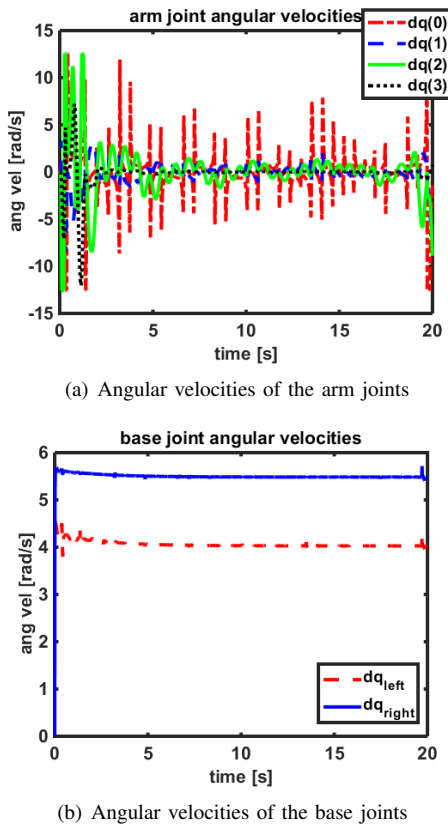 arm joint angular velocities
dq(0)
dq(1)
dq(2)
dq(3)
ang vel [rad/s]
15
10
5
0
-5
-10
-15
0 5 10 15 20
time [s]
(a) Angular velocities of the arm joints
base joint angular velocities
ang vel [rad/s]
6
5
4
3
2
1
0
dq_left
dq_right
0 5 10 15 20
time [s]
(b) Angular velocities of the base joints